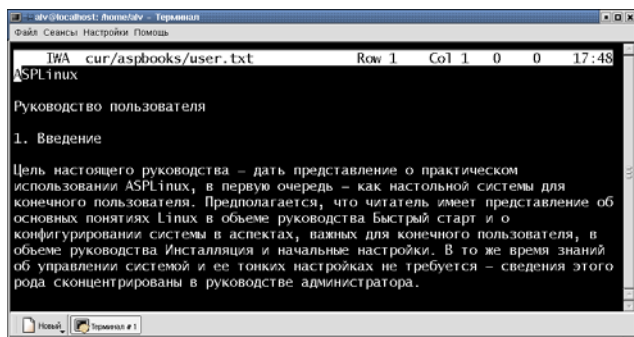 alv@localhost: /home/alv - Терминал
Файл Сеансы Настройки Помощь
IWA cur/aspbooks/user.txt Row 1 Col 1 0 0 17:48
ASPLinux
Руководство пользователя
1. Введение
Цель настоящего руководства – дать представление о практическом
использовании ASPLinux, в первую очередь – как настольной системы для
конечного пользователя. Предполагается, что читатель имеет представление об
основных понятиях Linux в объеме руководства Быстрый старт и о
конфигурировании системы в аспектах, важных для конечного пользователя, в
объеме руководства Инсталляция и начальные настройки. В то же время знаний
об управлении системой и ее тонких настройках не требуется – сведения этого
рода сконцентрированы в руководстве администратора.
Новый Терминал # 1